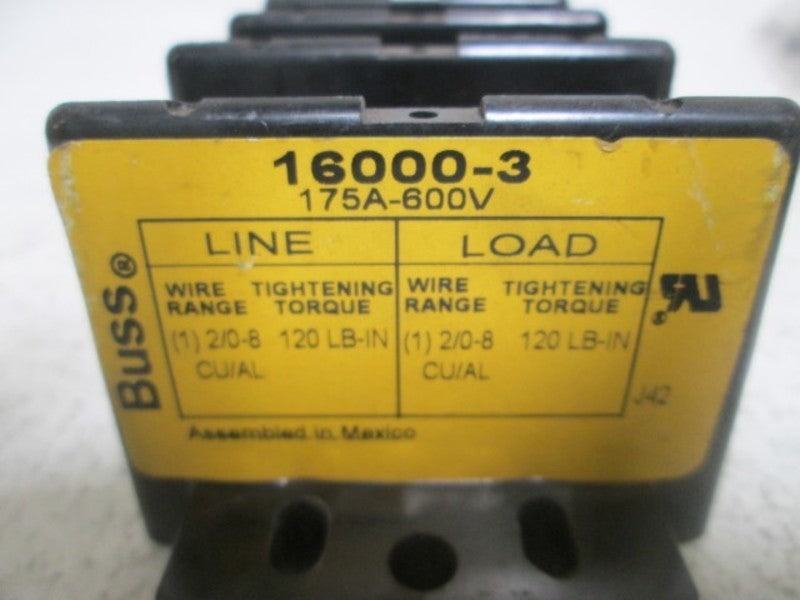 16000-3
175A-600V
LINE LOAD
WIRE RANGE TIGHTENING TORQUE WIRE RANGE TIGHTENING TORQUE
(1) 2/0-8 120 LB-IN (1) 2/0-8 120 LB-IN
CU/AL CU/AL
BUSS®
J42
Assembled in Mexico